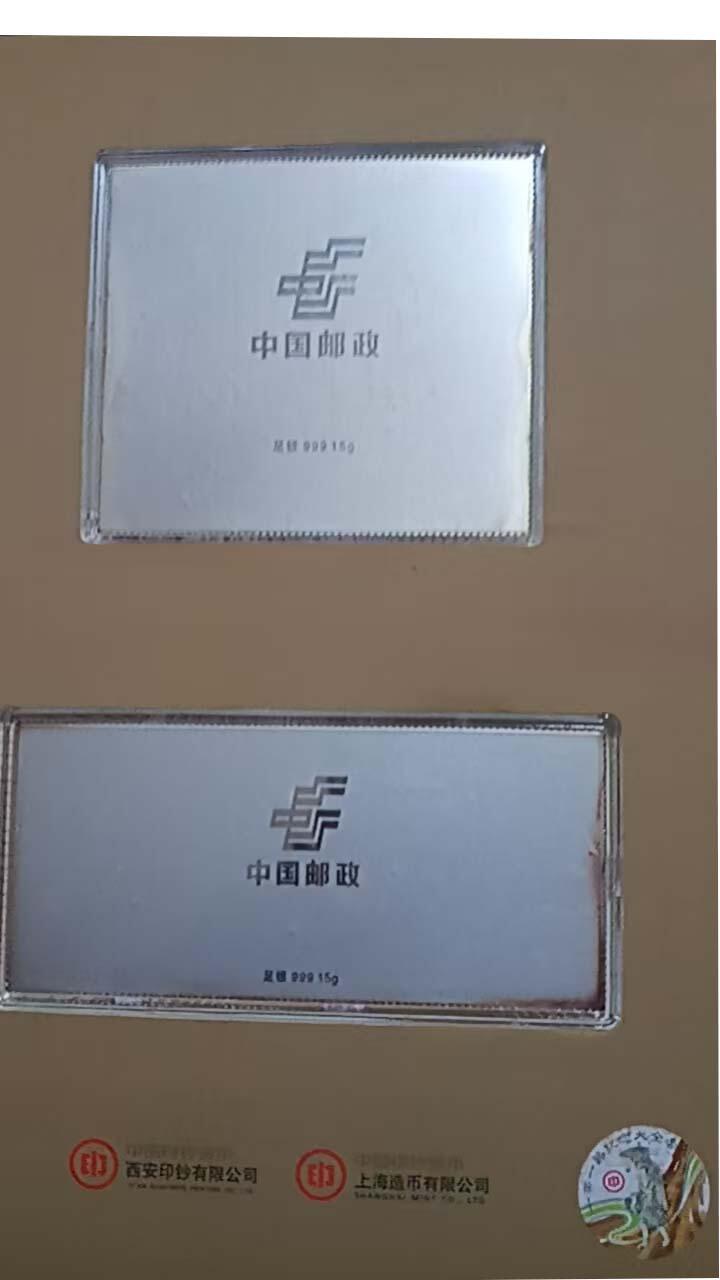 中国邮政
足银 999 15g
中国邮政
足银 999 15g
西安印钞有限公司
上海造币有限公司
SHANGHAI MINT CO., LTD